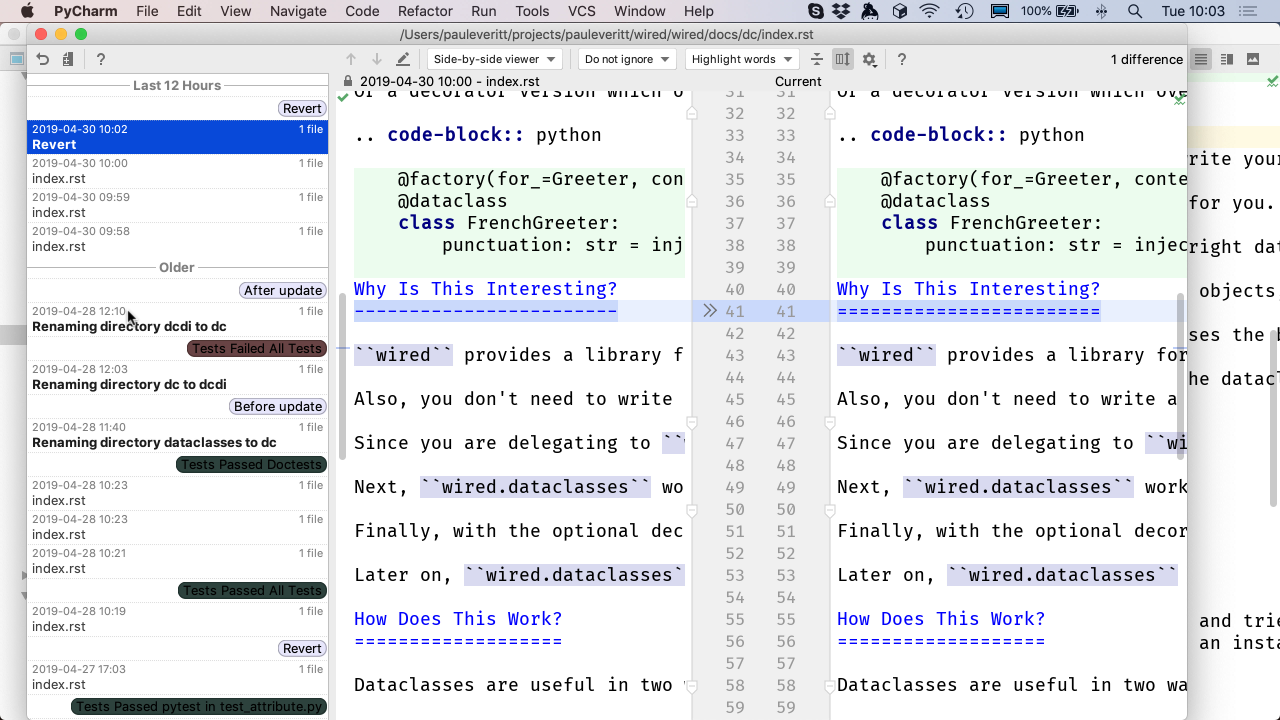 PyCharm File Edit View Navigate Code Refactor Run Tools VCS Window Help 100% Tue 10:03
/Users/pauleveritt/projects/pauleveritt/wired/wired/docs/dc/index.rst
? Side-by-side viewer Do not ignore Highlight words ? 1 difference
Last 12 Hours
Revert
2019-04-30 10:02 1 file
Revert
2019-04-30 10:00 1 file
index.rst
2019-04-30 09:59 1 file
index.rst
2019-04-30 09:58 1 file
index.rst
Older
After update
2019-04-28 12:10 1 file
Renaming directory dcdi to dc
Tests Failed All Tests
2019-04-28 12:03 1 file
Renaming directory dc to dcdi
Before update
2019-04-28 11:40 1 file
Renaming directory dataclasses to dc
Tests Passed Doctests
2019-04-28 10:23 1 file
index.rst
2019-04-28 10:23 1 file
index.rst
2019-04-28 10:21 1 file
index.rst
Tests Passed All Tests
2019-04-28 10:19 1 file
index.rst
Revert
2019-04-27 17:03 1 file
index.rst
Tests Passed pytest in test_attribute.py
2019-04-30 10:00 - index.rst Current
Or a decorator version which o 31 31 Or a decorator version which ove
32 32
.. code-block:: python 33 33 .. code-block:: python
34 34
@factory(for_=Greeter, con 35 35 @factory(for_=Greeter, conte
@dataclass 36 36 @dataclass
class FrenchGreeter: 37 37 class FrenchGreeter:
punctuation: str = inj 38 38 punctuation: str = injec
39 39
Why Is This Interesting? 40 40 Why Is This Interesting?
------------------------ 41 41 ========================
42 42
``wired`` provides a library f 43 43 ``wired`` provides a library for
44 44
Also, you don't need to write 45 45 Also, you don't need to write a
46 46
Since you are delegating to `` 47 47 Since you are delegating to ``wi
48 48
Next, ``wired.dataclasses`` wo 49 49 Next, ``wired.dataclasses`` work
50 50
Finally, with the optional dec 51 51 Finally, with the optional decor
52 52
Later on, ``wired.dataclasses` 53 53 Later on, ``wired.dataclasses``
54 54
How Does This Work? 55 55 How Does This Work?
=================== 56 56 ===================
57 57
Dataclasses are useful in two 58 58 Dataclasses are useful in two wa
59 59
rite your
for you.
right dat
objects
ses the b
he datacl
and trie
an insta